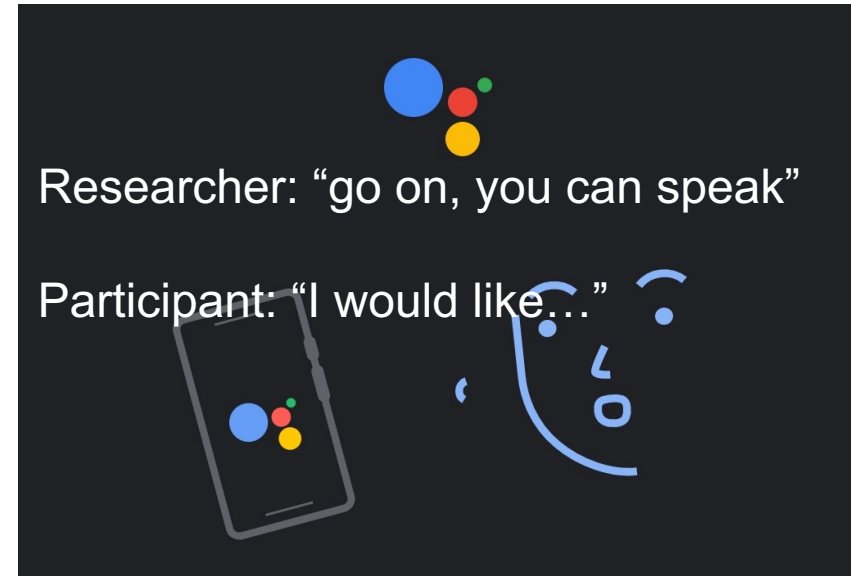 Researcher: “go on, you can speak”
Participant: “I would like…”